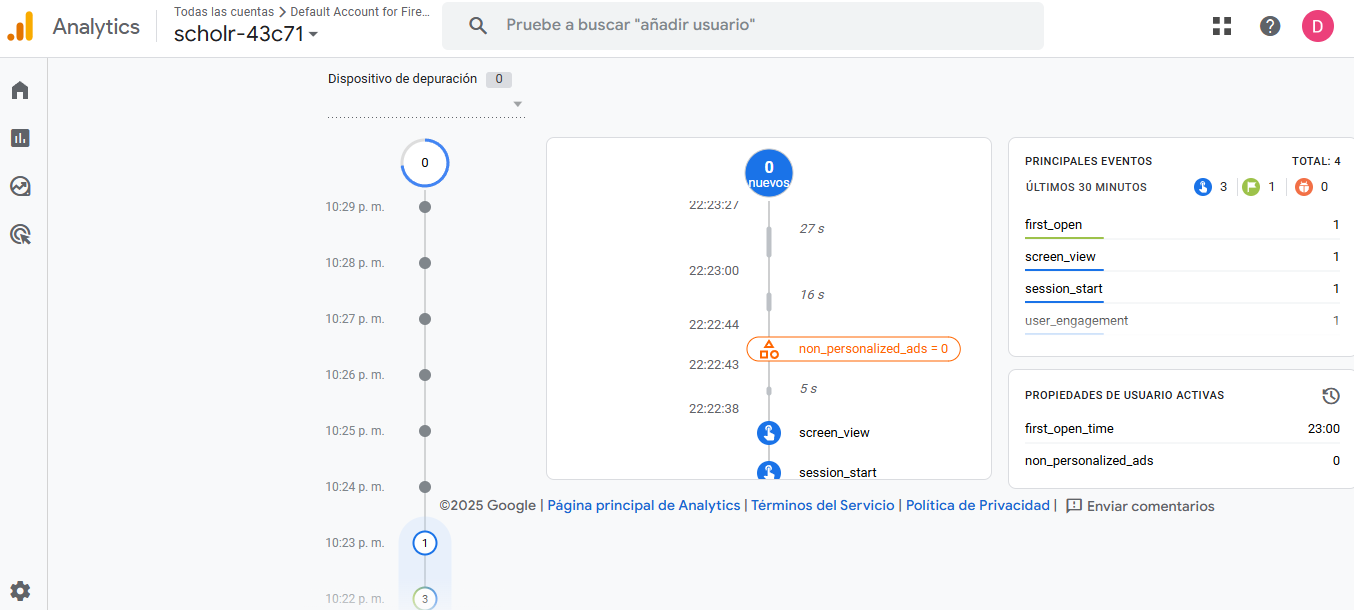 Analytics
Todas las cuentas > Default Account for Fire...
scholr-43c71
Pruebe a buscar "añadir usuario"
D
Dispositivo de depuración 0
0
10:29 p. m.
10:28 p. m.
10:27 p. m.
10:26 p. m.
10:25 p. m.
10:24 p. m.
10:23 p. m. 1
10:22 p. m. 3
0
nuevos
22:23:27
27 s
22:23:00
16 s
22:22:44
non_personalized_ads = 0
22:22:43
5 s
22:22:38
screen_view
session_start
PRINCIPALES EVENTOS TOTAL: 4
ÚLTIMOS 30 MINUTOS 3 1 0
first_open 1
screen_view 1
session_start 1
user_engagement 1
PROPIEDADES DE USUARIO ACTIVAS
first_open_time 23:00
non_personalized_ads 0
©2025 Google | Página principal de Analytics | Términos del Servicio | Política de Privacidad | Enviar comentarios